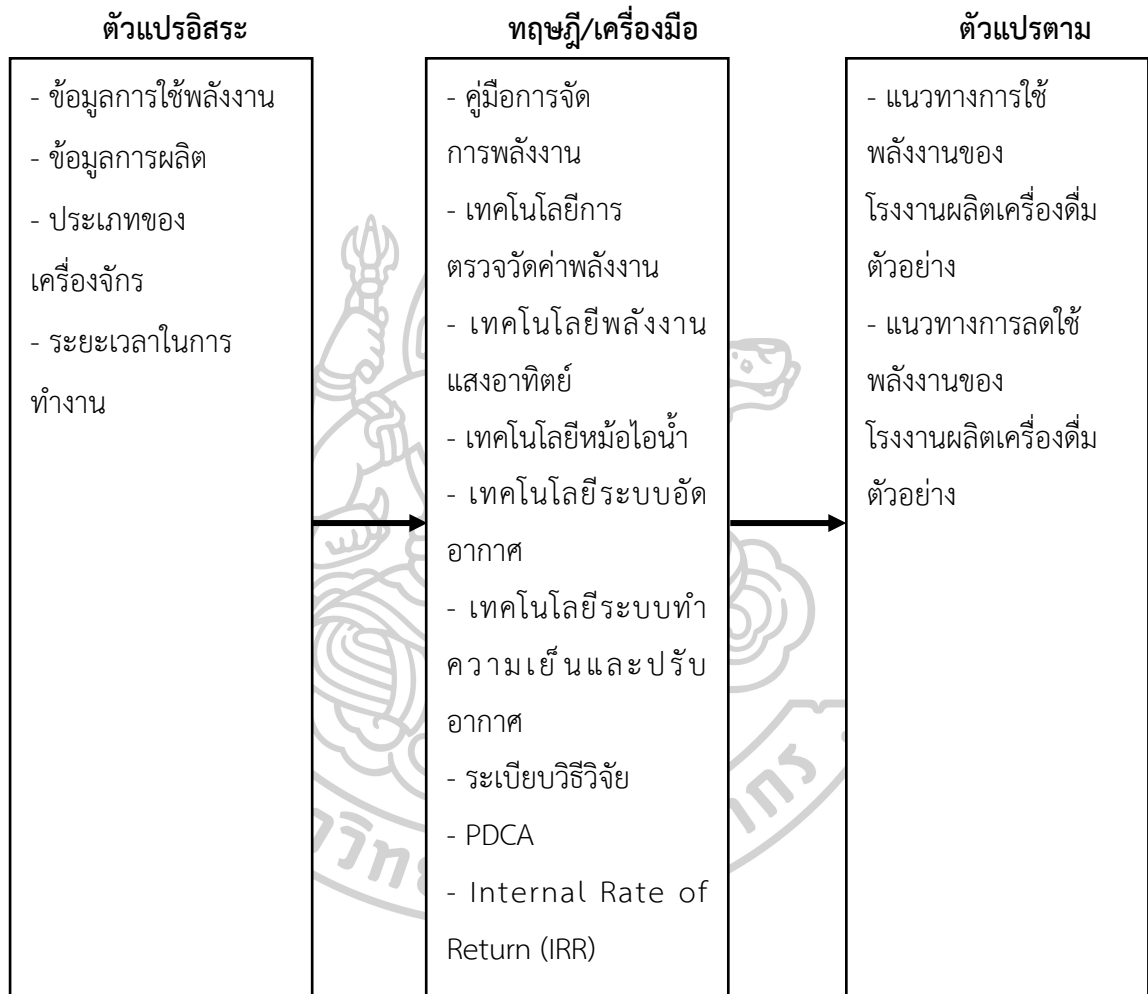 ตัวแปรอิสระ
- ข้อมูลการใช้พลังงาน
- ข้อมูลการผลิต
- ประเภทของ
เครื่องจักร
- ระยะเวลาในการ
ทำงาน
ทฤษฎี/เครื่องมือ
- คู่มือการจัด
การพลังงาน
- เทคโนโลยีการ
ตรวจวัดค่าพลังงาน
- เทคโนโลยีพลังงาน
แสงอาทิตย์
- เทคโนโลยีหม้อไอน้ำ
- เทคโนโลยีระบบอัด
อากาศ
- เทคโนโลยีระบบทำ
ความเย็นและปรับ
อากาศ
- ระเบียบวิธีวิจัย
- PDCA
- Internal Rate of
Return (IRR)
ตัวแปรตาม
- แนวทางการใช้
พลังงานของ
โรงงานผลิตเครื่องดื่ม
ตัวอย่าง
- แนวทางการลดใช้
พลังงานของ
โรงงานผลิตเครื่องดื่ม
ตัวอย่าง